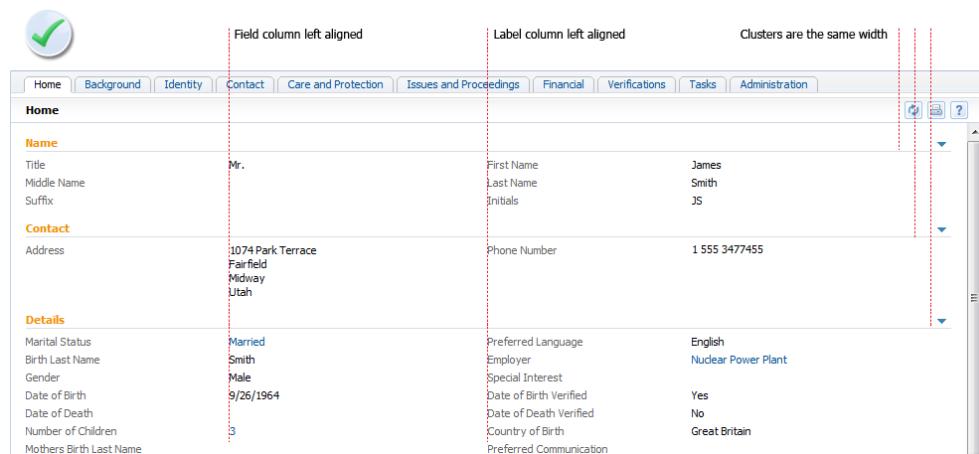 Field column left aligned Label column left aligned Clusters are the same width
Home Background Identity Contact Care and Protection Issues and Proceedings Financial Verifications Tasks Administration
Home ?
Name
Title Mr. First Name James
Middle Name Last Name Smith
Suffix Initials JS
Contact
Address 1074 Park Terrace Phone Number 1 555 3477455
Fairfield
Midway
Utah
Details
Marital Status Married Preferred Language English
Birth Last Name Smith Employer Nuclear Power Plant
Gender Male Special Interest
Date of Birth 9/26/1964 Date of Birth Verified Yes
Date of Death Date of Death Verified No
Number of Children 3 Country of Birth Great Britain
Mothers Birth Last Name Preferred Communication